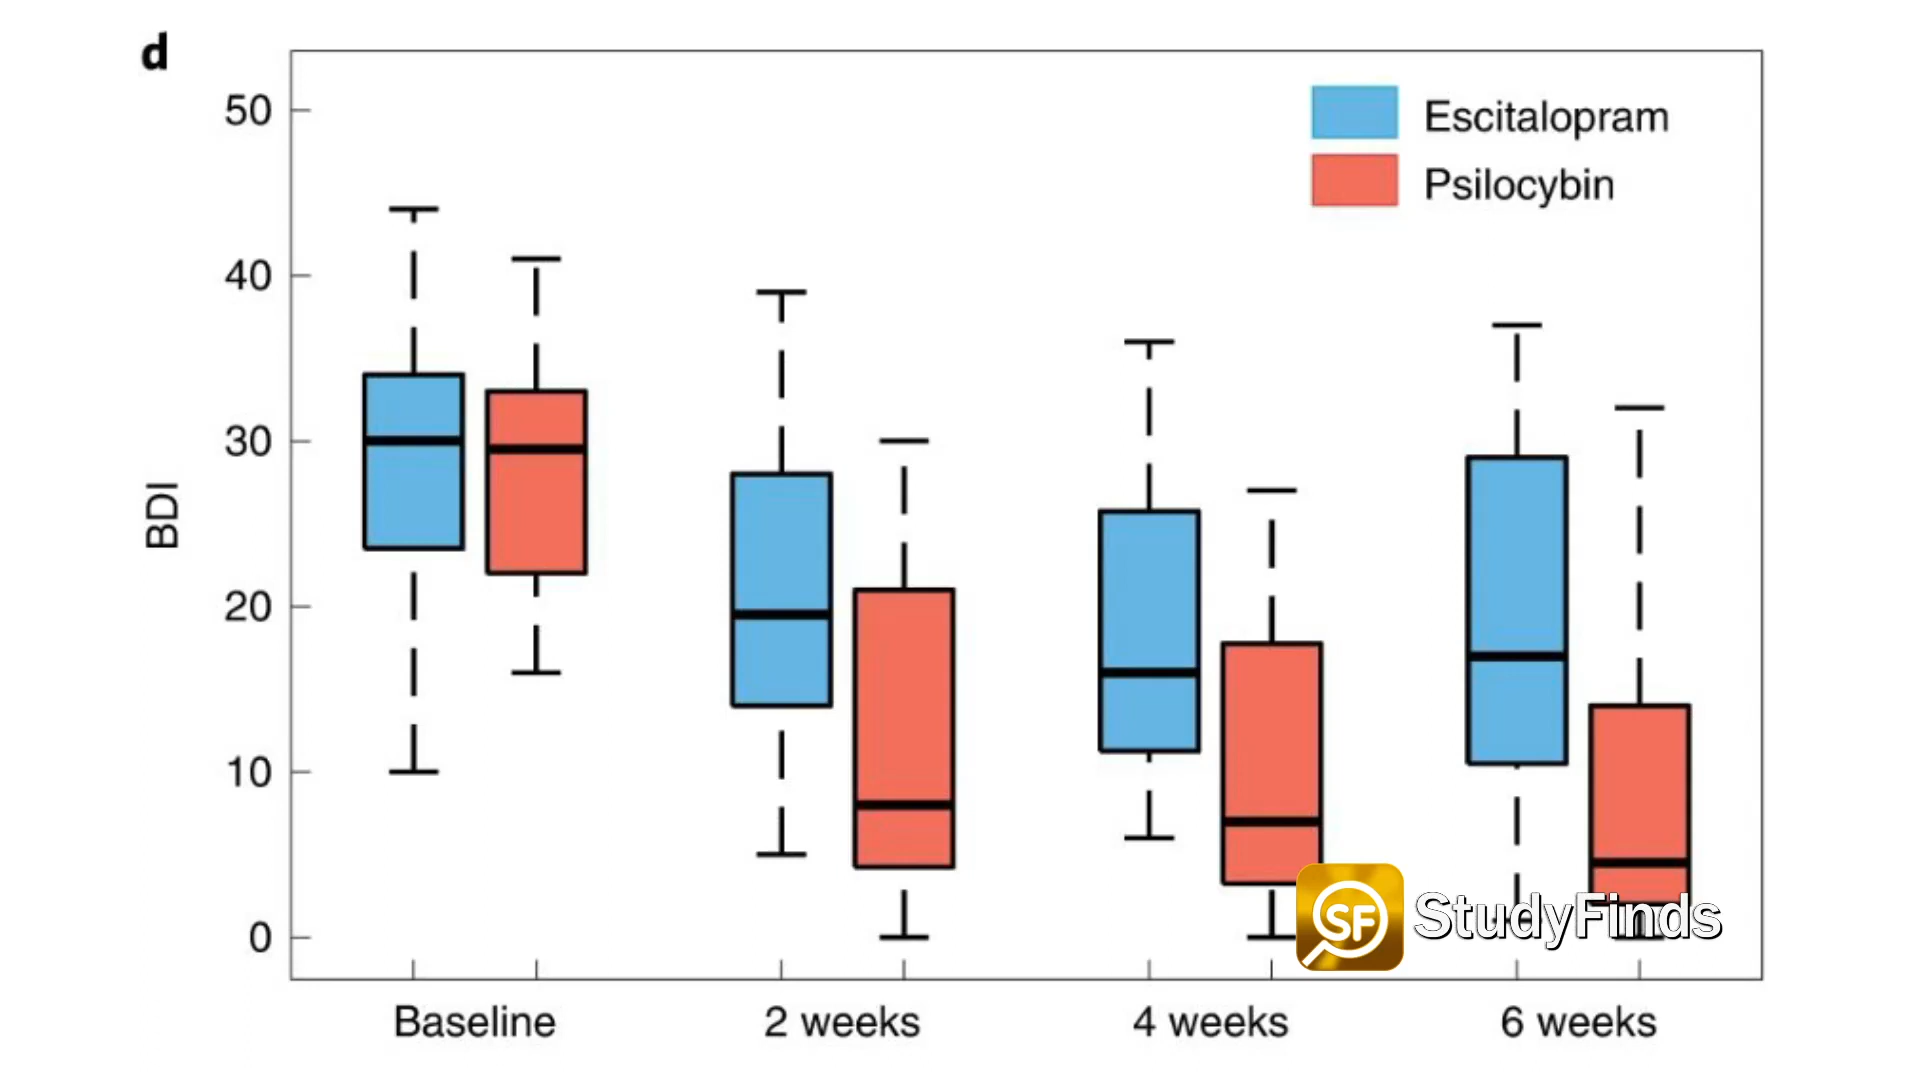 d
50
40
30
20
10
0
BDI
Escitalopram
Psilocybin
Baseline
2 weeks
4 weeks
6 weeks
SF StudyFinds